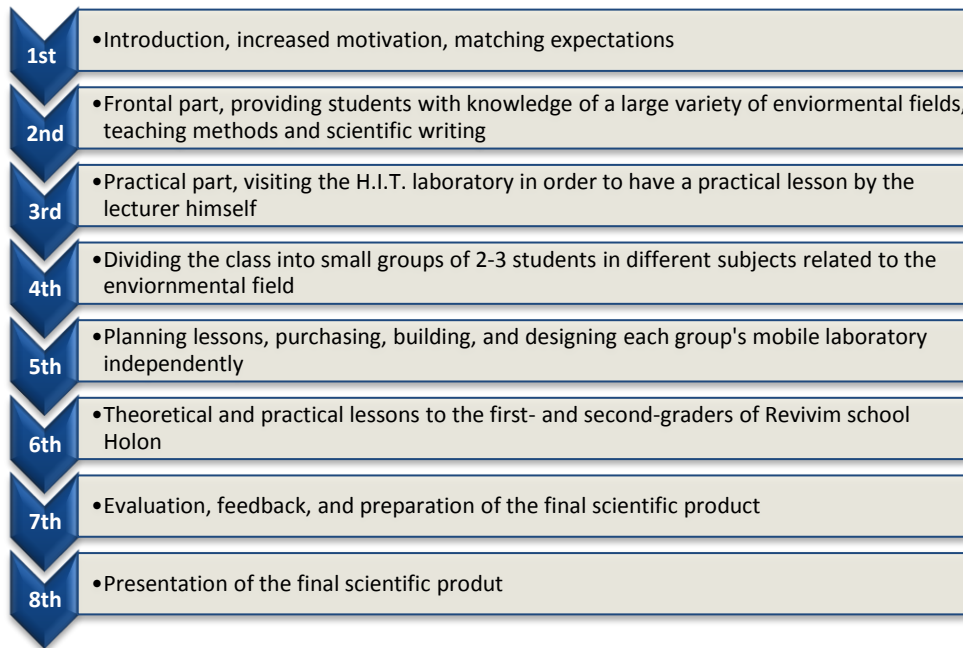 1st
•Introduction, increased motivation, matching expectations
2nd
•Frontal part, providing students with knowledge of a large variety of enviormental fields,
teaching methods and scientific writing
3rd
•Practical part, visiting the H.I.T. laboratory in order to have a practical lesson by the
lecturer himself
4th
•Dividing the class into small groups of 2-3 students in different subjects related to the
enviornmental field
5th
•Planning lessons, purchasing, building, and designing each group's mobile laboratory
independently
6th
•Theoretical and practical lessons to the first- and second-graders of Revivim school
Holon
7th
•Evaluation, feedback, and preparation of the final scientific product
8th
•Presentation of the final scientific produt